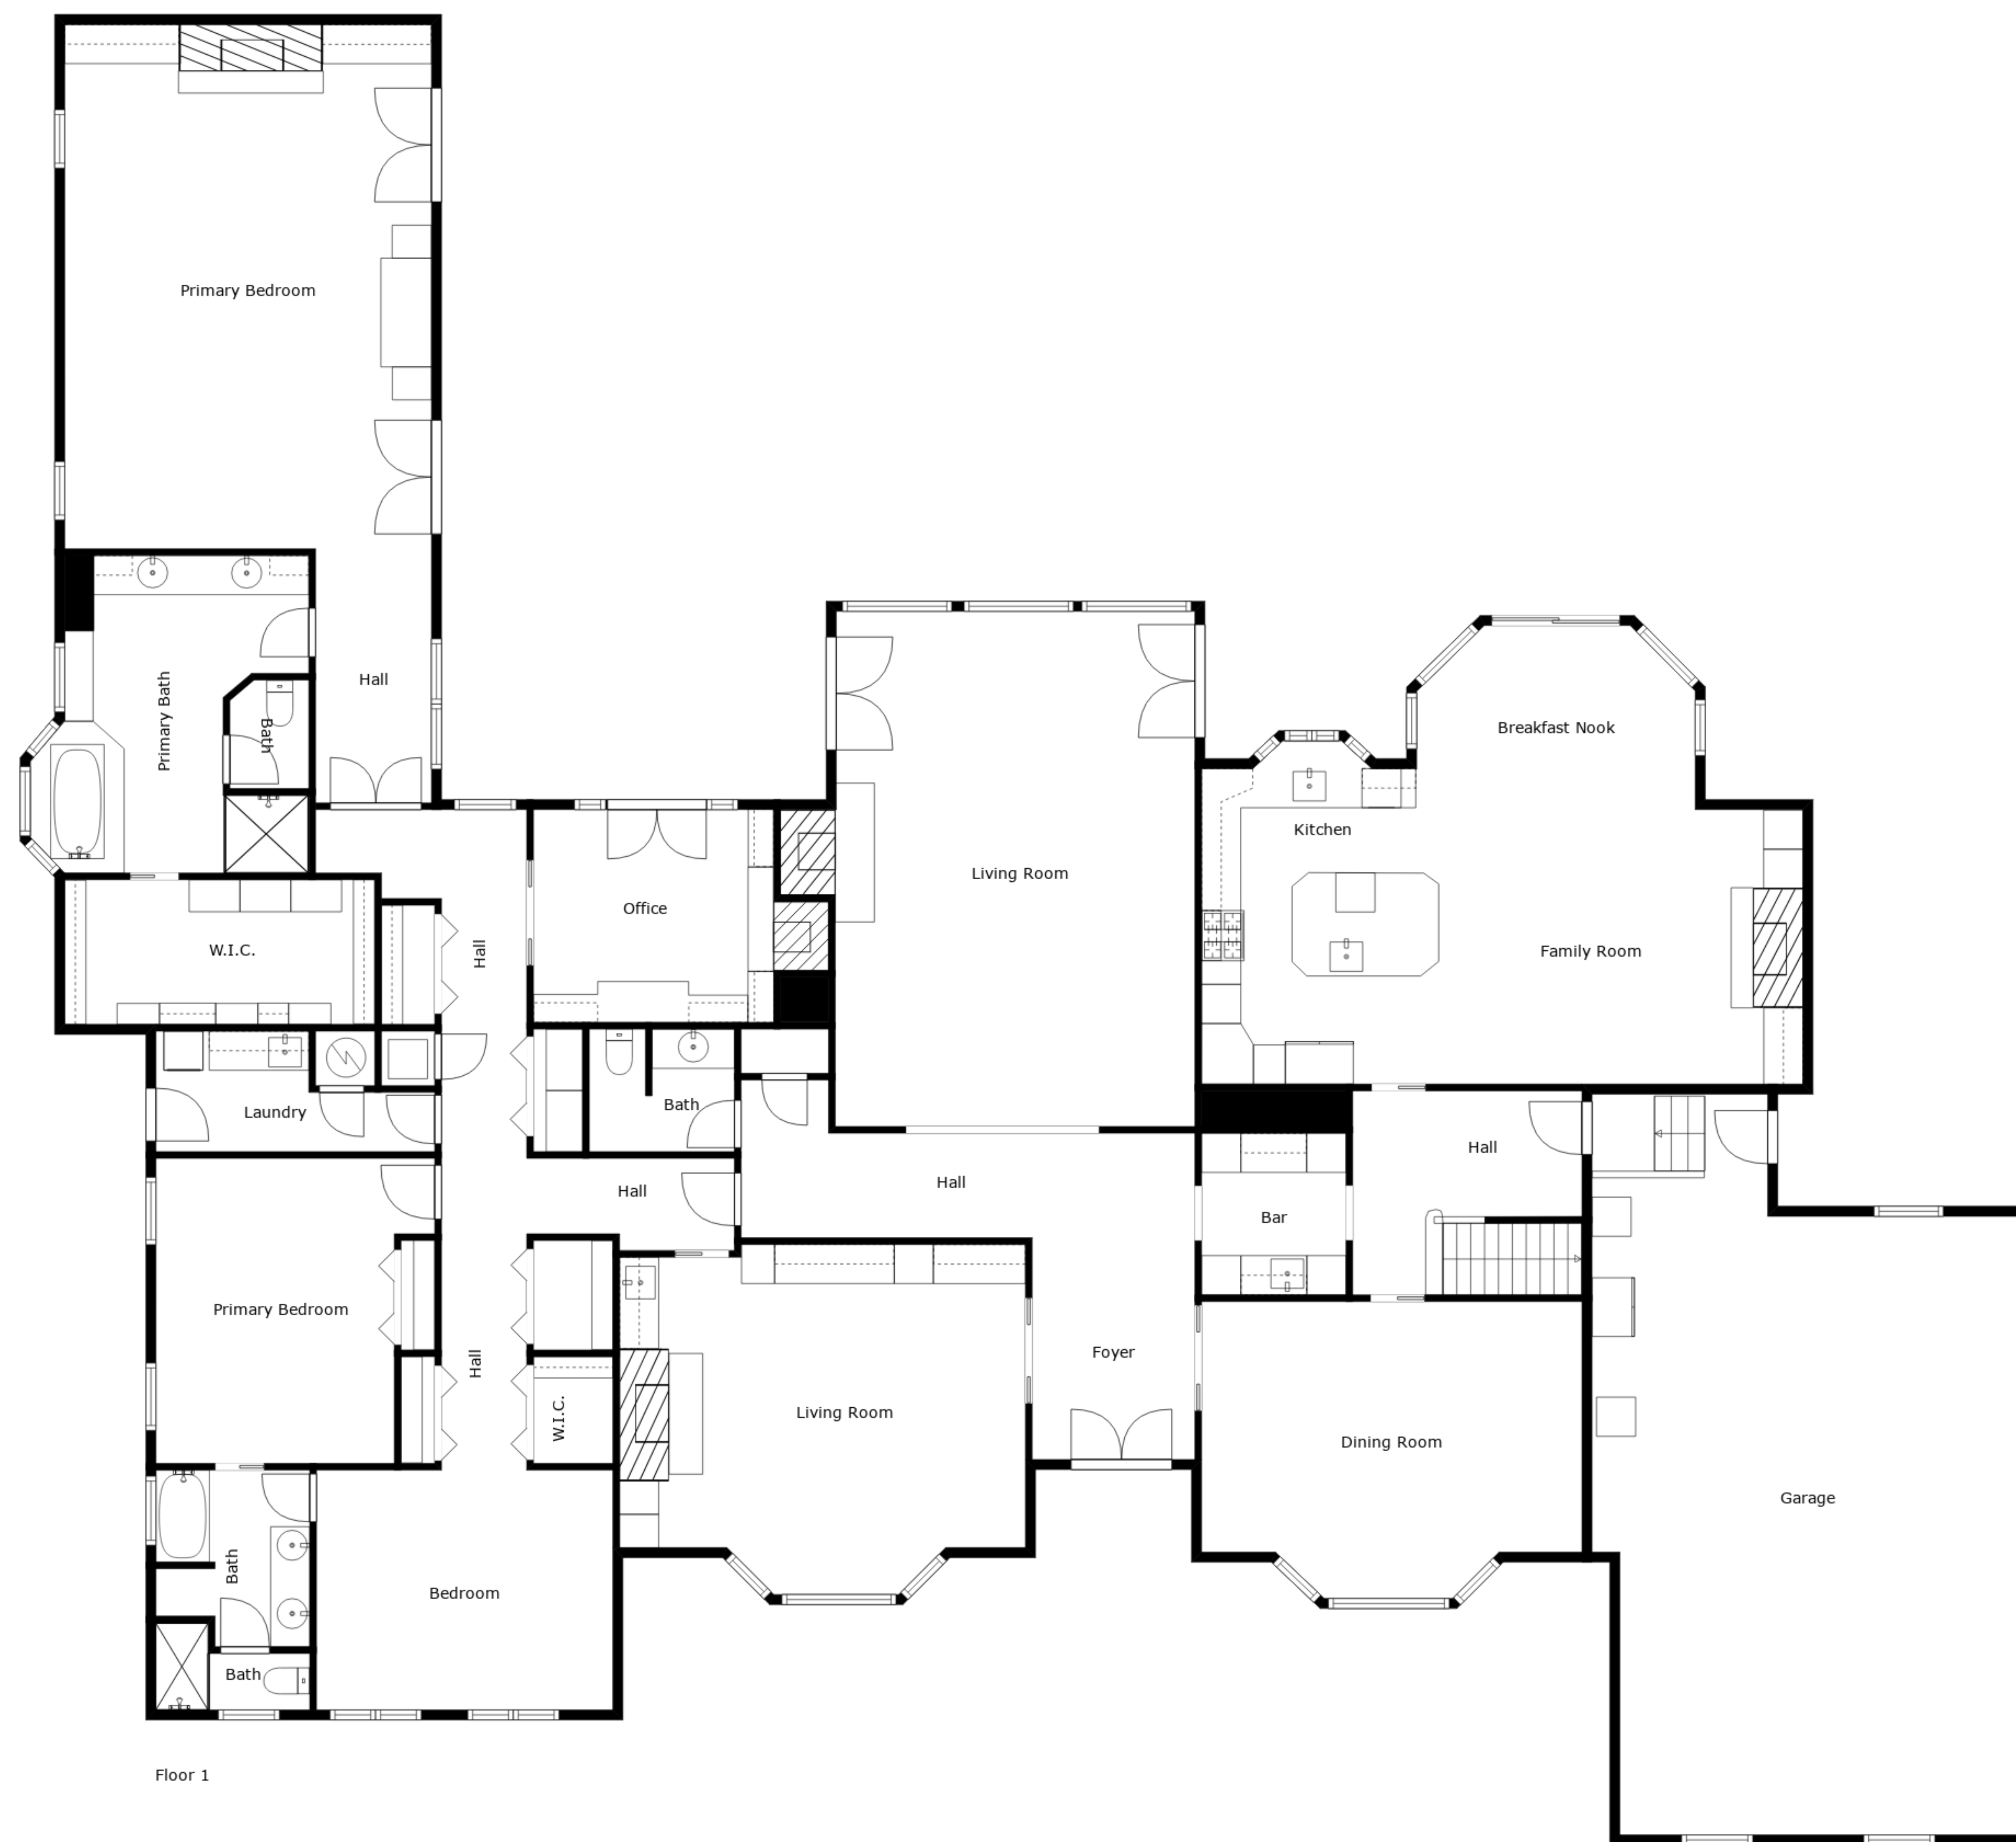 Primary Bedroom
Hall
Primary Bath
Bath
Breakfast Nook
Kitchen
Living Room
Office
W.I.C.
Hall
Family Room
Laundry
Bath
Hall
Hall
Hall
Bar
Primary Bedroom
Hall
Foyer
W.I.C.
Living Room
Dining Room
Garage
Bath
Bedroom
Bath
Floor 1